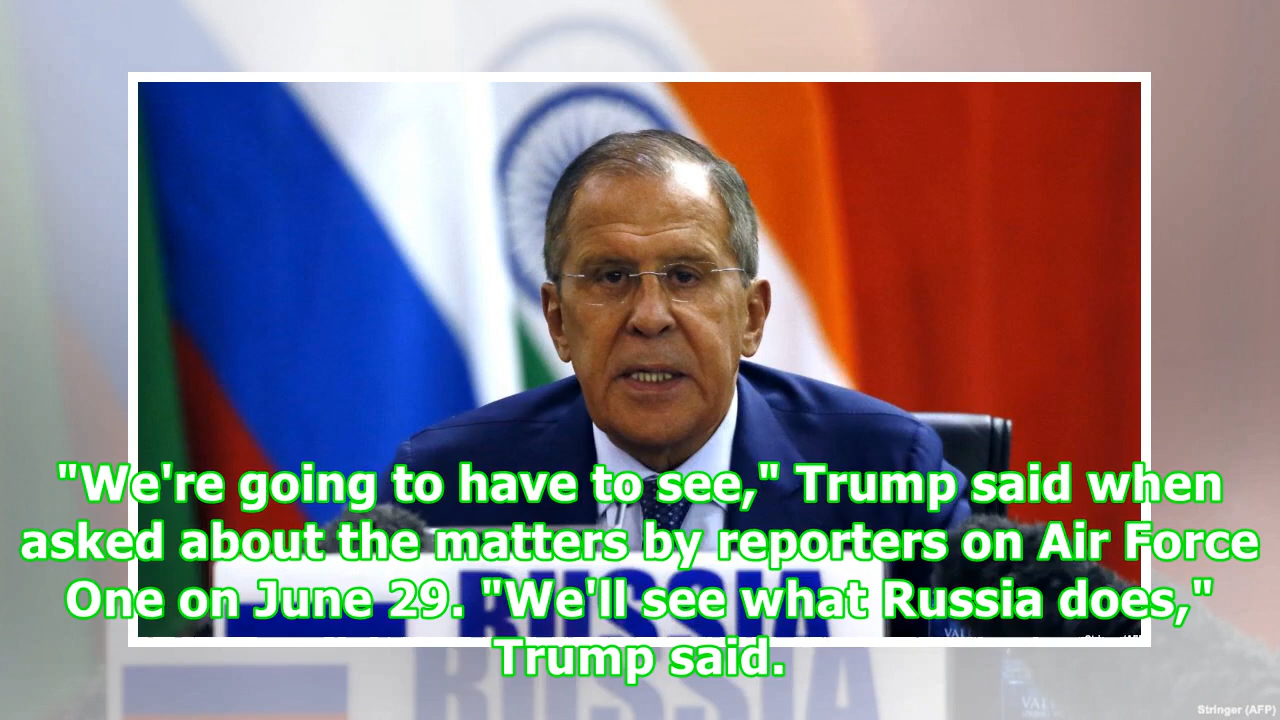 "We're going to have to see," Trump said when
asked about the matters by reporters on Air Force
One on June 29. "We'll see what Russia does,"
Trump said.
RUSSIA
RUSSIA
Stringer (AFP)